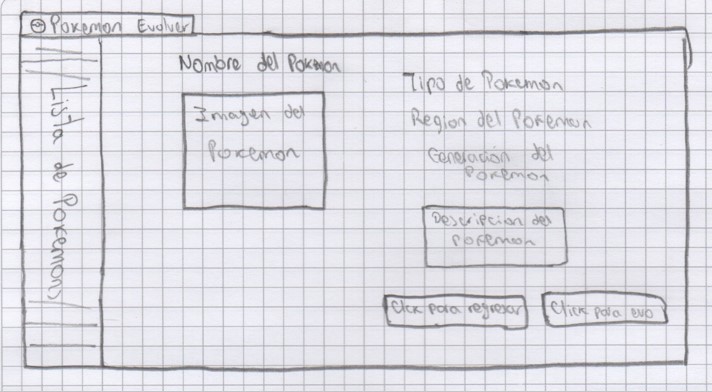 Pokemon Evolver
Lista de Pokemons
Nombre del Pokemon
Imagen del
Pokemon
Tipo de Pokemon
Region del Pokemon
Generación del
Pokemon
Descripcion del
pokemon
Click para regresar
Click para evo